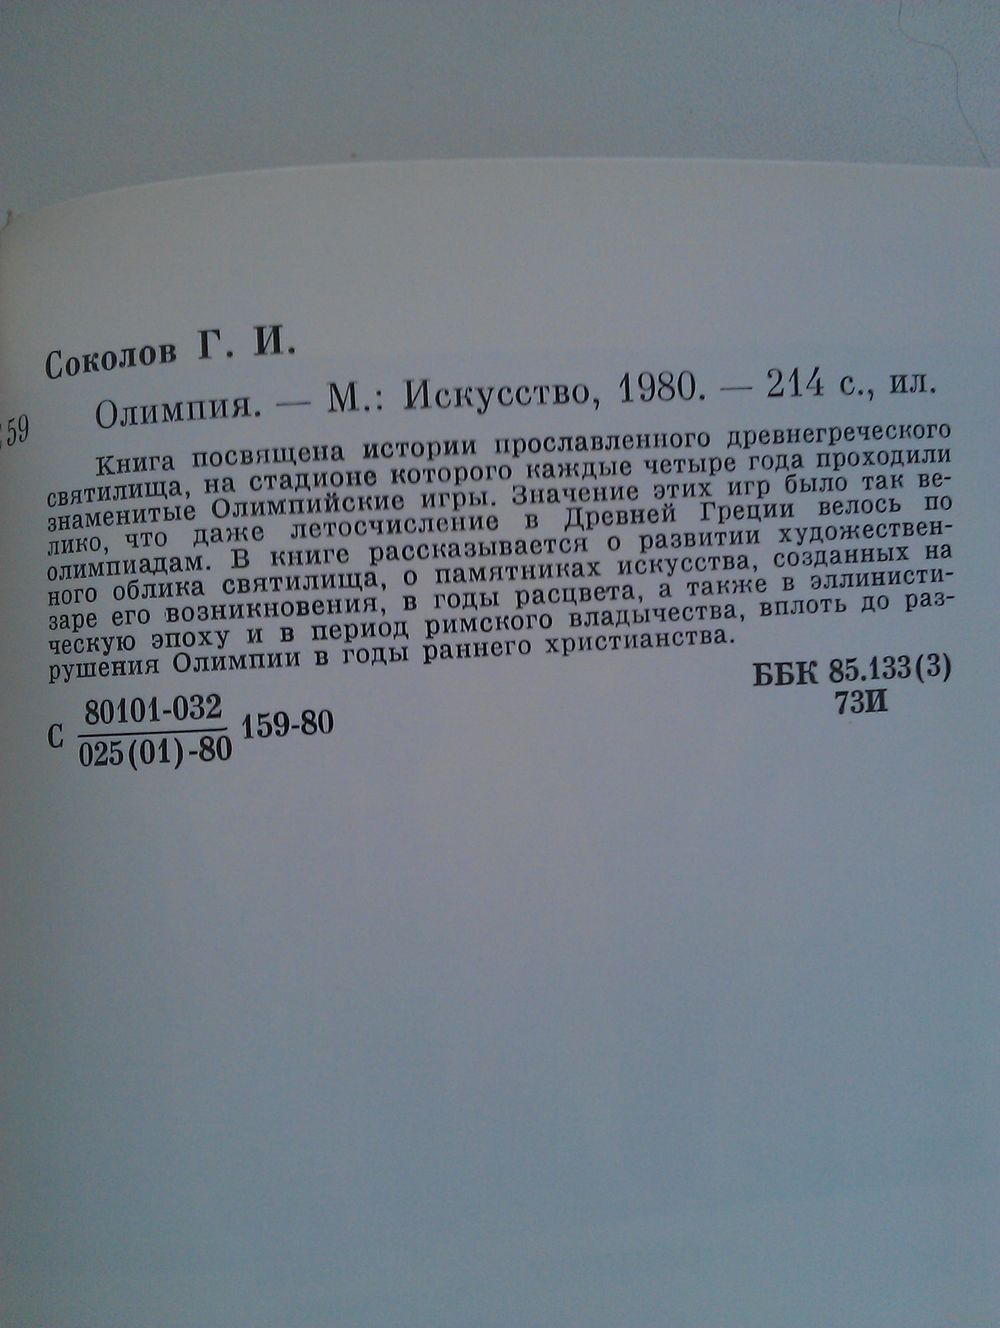 Соколов Г. И.
59 Олимпия. — М.: Искусство, 1980. — 214 с., ил.
Книга посвящена истории прославленного древнегреческого
святилища, на стадионе которого каждые четыре года проходили
знаменитые Олимпийские игры. Значение этих игр было так ве-
лико, что даже летосчисление в Древней Греции велось по
олимпиадам. В книге рассказывается о развитии художествен-
ного облика святилища, о памятниках искусства, созданных на
заре его возникновения, в годы расцвета, а также в эллинисти-
ческую эпоху и в период римского владычества, вплоть до раз-
рушения Олимпии в годы раннего христианства.
ББК 85.133(3)
73И
80101-032
С 159-80
025(01)-80